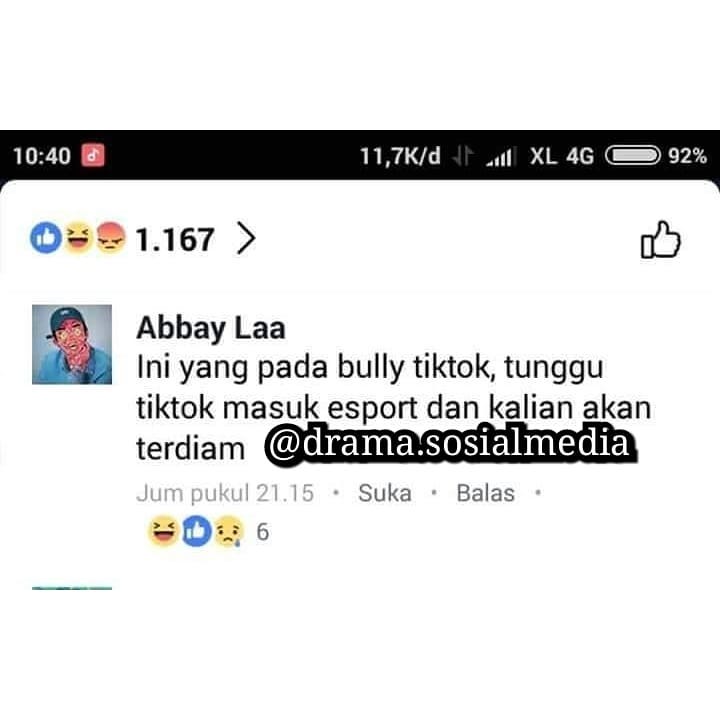 10:40 11,7K/d XL 4G 92%
1.167
Abbay Laa
Ini yang pada bully tiktok, tunggu
tiktok masuk esport dan kalian akan
terdiam @drama.sosialmedia
Jum pukul 21.15 • Suka • Balas •
6